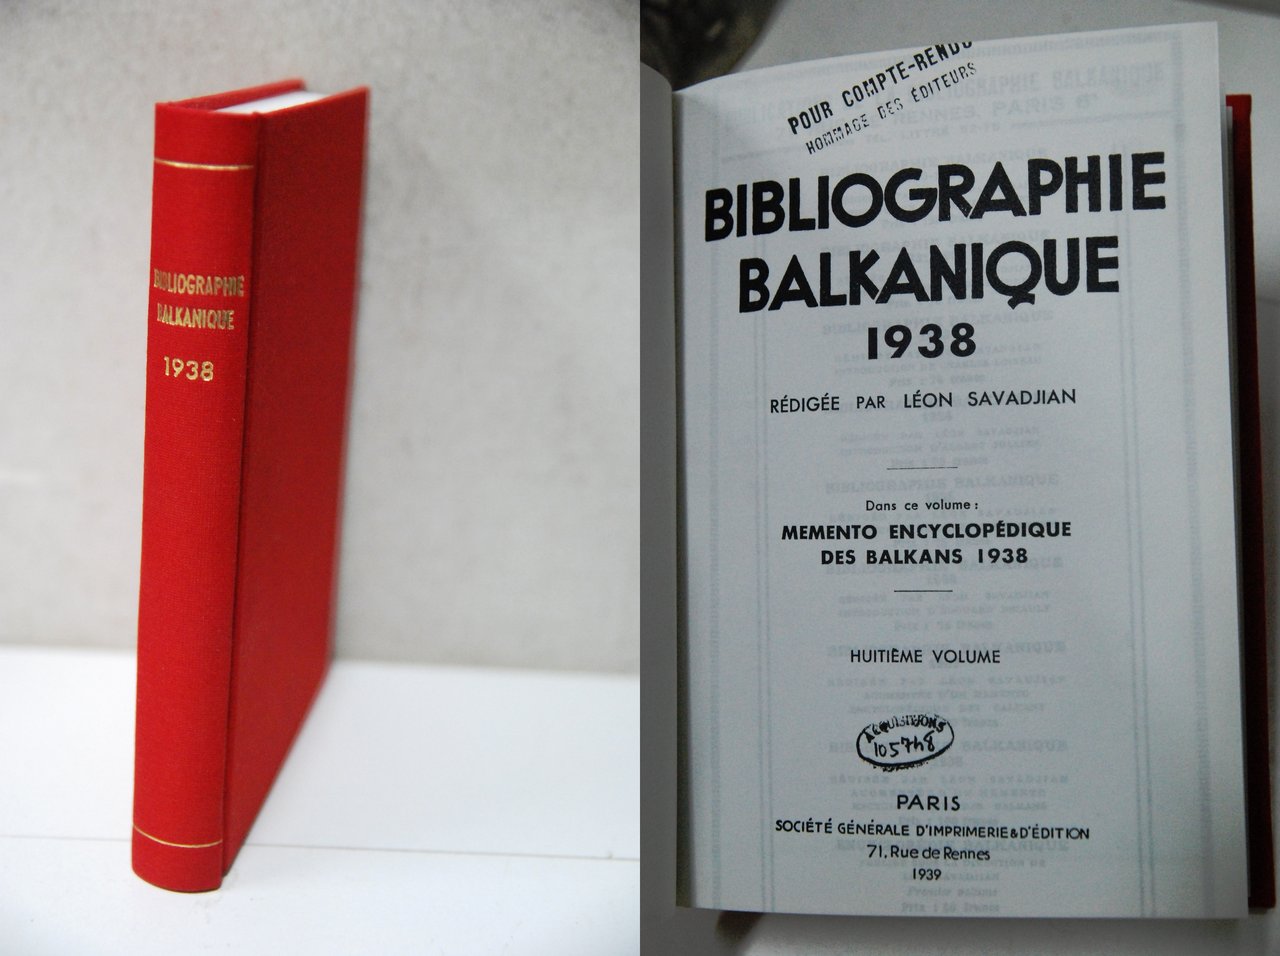 BIBLIOGRAPHIE
BALKANIQUE
1938
POUR COMPTE-RENDU
HOMMAGE DES ÉDITEURS
BIBLIOGRAPHIE
BALKANIQUE
1938
RÉDIGÉE PAR LÉON SAVADJIAN
Dans ce volume :
MEMENTO ENCYCLOPÉDIQUE
DES BALKANS 1938
HUITIÈME VOLUME
ACQUISITIONS
105748
PARIS
SOCIÉTÉ GÉNÉRALE D'IMPRIMERIE & D'ÉDITION
71, Rue de Rennes
1939